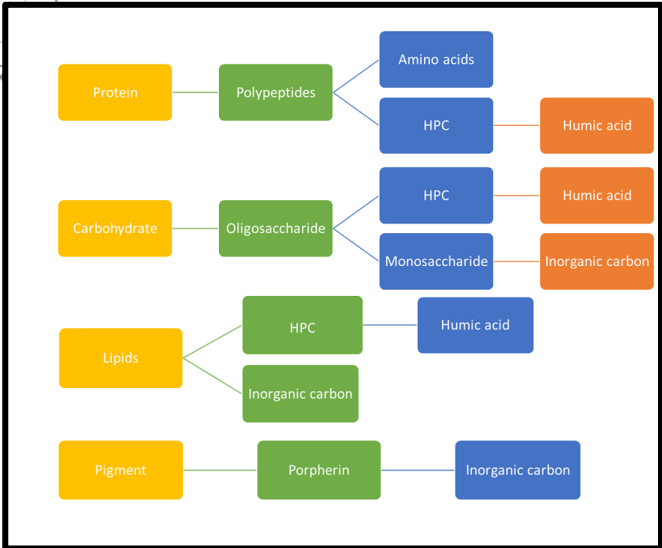 Protein
Polypeptides
Amino acids
HPC
Humic acid
Carbohydrate
Oligosaccharide
HPC
Humic acid
Monosaccharide
Inorganic carbon
Lipids
HPC
Humic acid
Inorganic carbon
Pigment
Porpherin
Inorganic carbon